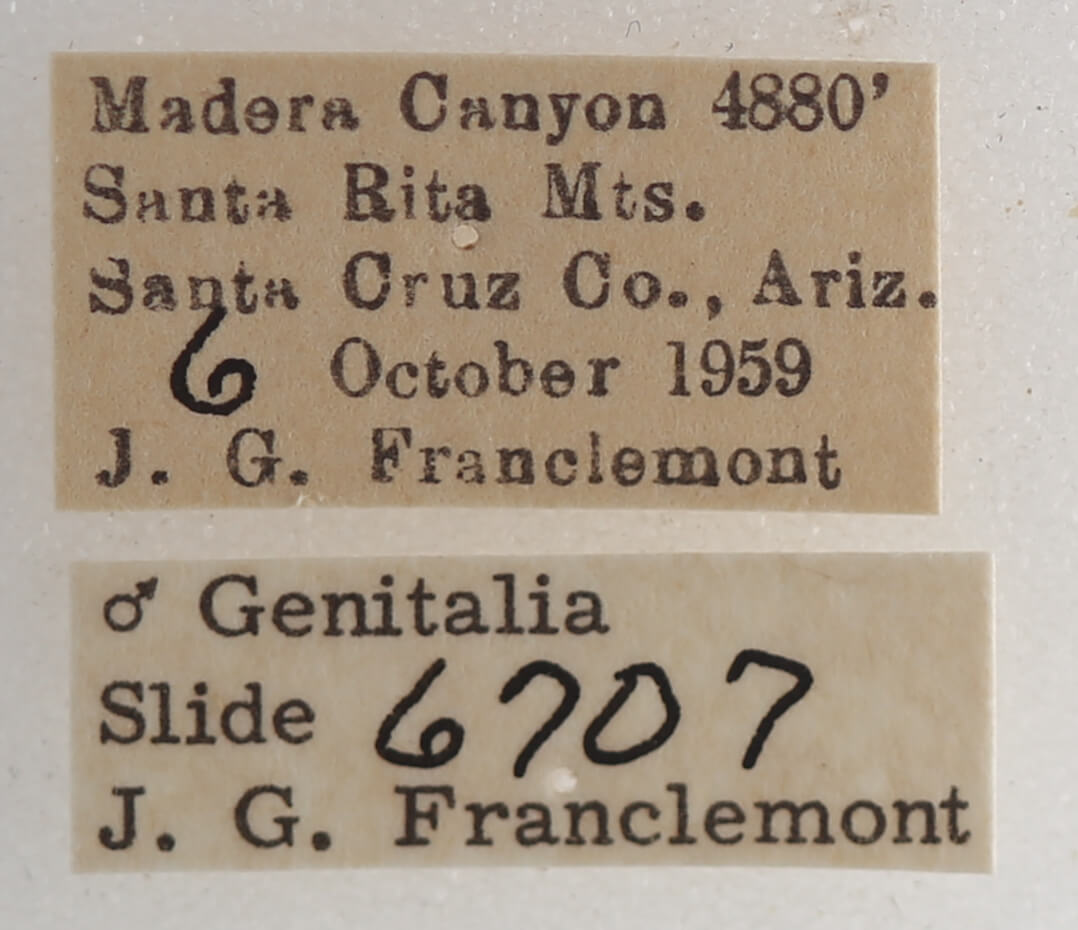 Madera Canyon 4880'
Santa Rita Mts.
Santa Cruz Co., Ariz.
6 October 1959
J. G. Franclemont
♂ Genitalia
Slide 6707
J. G. Franclemont